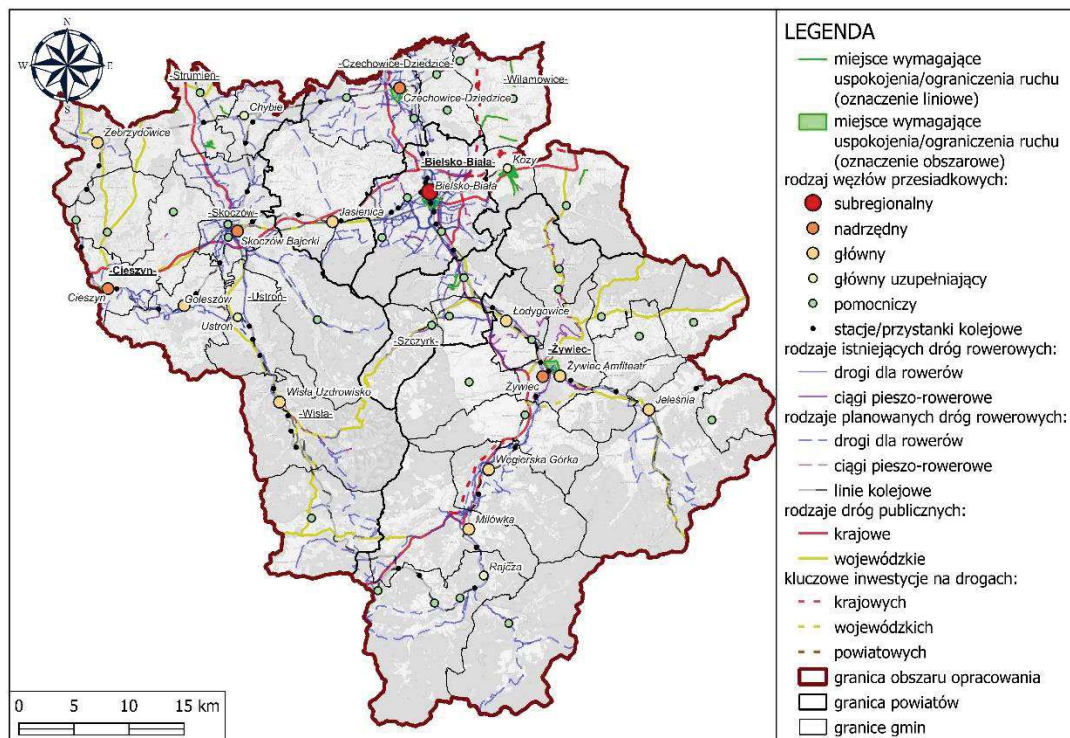 N
W
E
S
-Strumień-
-Czechowice-Dziedzice-
-Wilamowice-
Czechowice-Dziedzice
Chybie
Zebrzydowice
-Bielsko-Biała-
Kozy
Bielsko-Biała
-Skoczów-
Jasienica
Skoczów Bajerki
-Cieszyn-
Cieszyn
Goleszów
-Ustroń-
Ustroń
Łodygowice
-Szczyrk-
-Żywiec-
Żywiec Amfiteatr
Żywiec
Wisła Uzdrowisko
-Wisła-
Jeleśnia
Węgierska Górka
Milówka
Rajcza
0 5 10 15 km
LEGENDA
miejsce wymagające
uspokojenia/ograniczenia ruchu
(oznaczenie liniowe)
miejsce wymagające
uspokojenia/ograniczenia ruchu
(oznaczenie obszarowe)
rodzaj węzłów przesiadkowych:
subregionalny
nadrzędny
główny
główny uzupełniający
pomocniczy
stacje/przystanki kolejowe
rodzaje istniejących dróg rowerowych:
drogi dla rowerów
ciągi pieszo-rowerowe
rodzaje planowanych dróg rowerowych:
drogi dla rowerów
ciągi pieszo-rowerowe
linie kolejowe
rodzaje dróg publicznych:
krajowe
wojewódzkie
kluczowe inwestycje na drogach:
krajowych
wojewódzkich
powiatowych
granica obszaru opracowania
granica powiatów
granice gmin